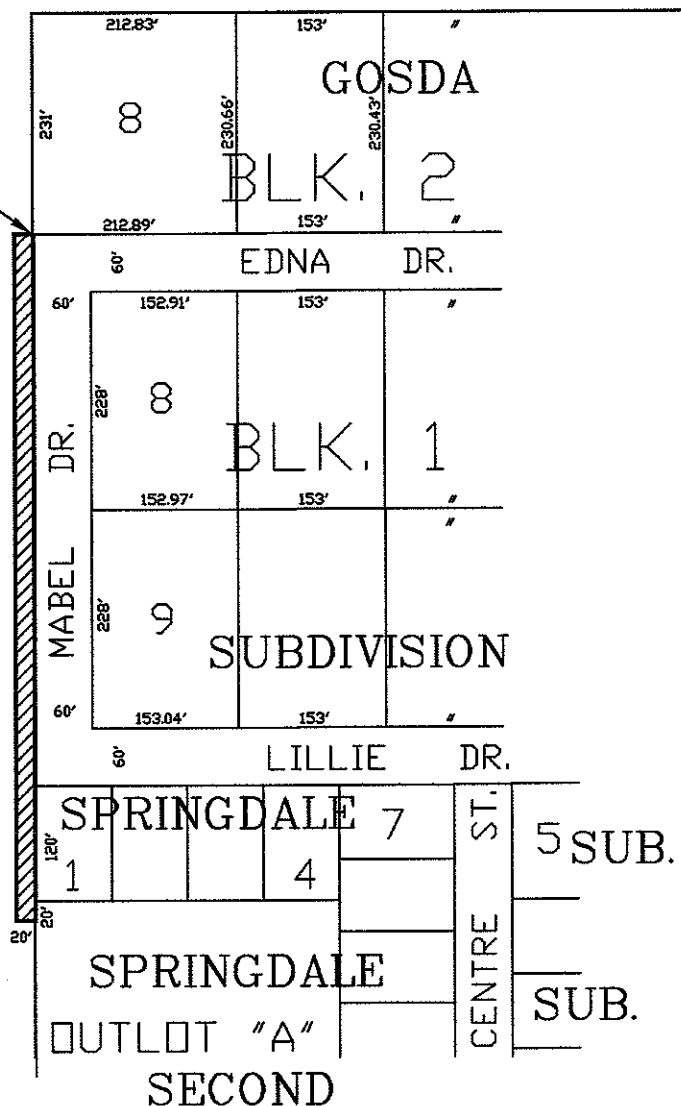 212.83' 153' "
GOSDA
231' 8 230.66' 230.43'
BLK. 2
212.89' 153' "
60' EDNA DR.
60' 152.91' 153' "
228' 8
BLK. 1
MABEL DR.
152.97' 153' "
"
228' 9
SUBDIVISION
60' 153.04' 153' "
60' LILLIE DR.
SPRINGDALE 7 5 SUB.
120' 1 4
CENTRE ST.
20' 20'
SPRINGDALE SUB.
OUTLOT "A"
SECOND